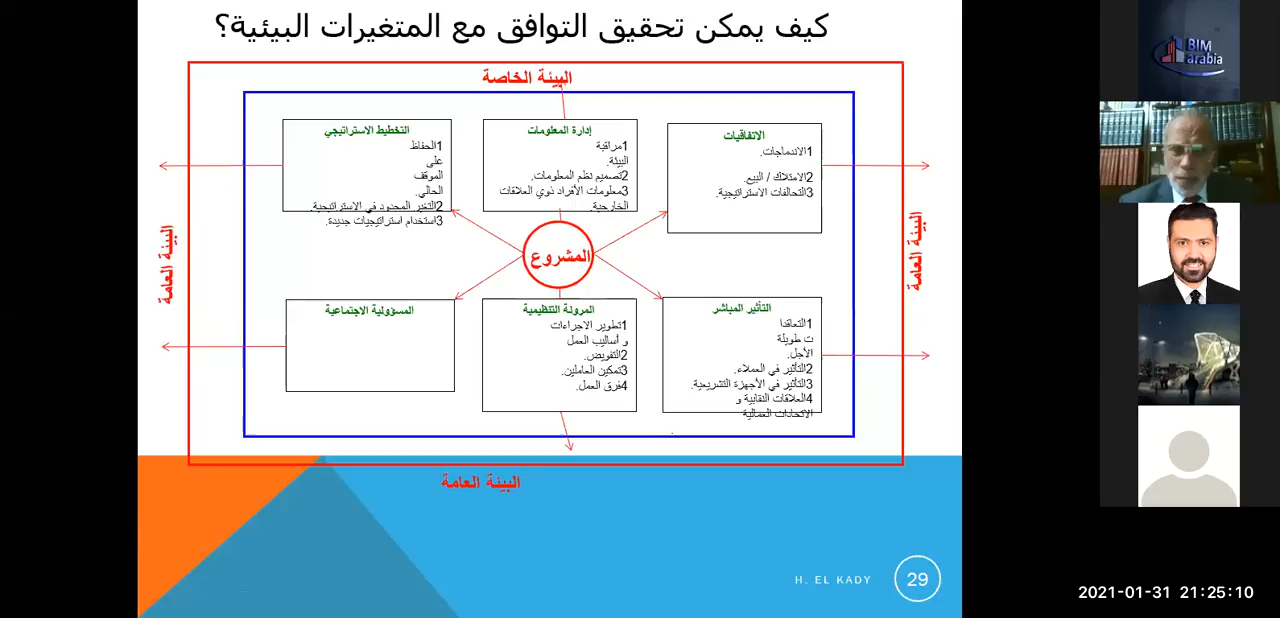 كيف يمكن تحقيق التوافق مع المتغيرات البيئية؟
البيئة الخاصة
الاتفاقيات
1الاندماجات.
2الامتلاك / البيع.
3التحالفات الاستراتيجية.
إدارة المعلومات
1مراقبة
البيئة.
2تصميم نظم المعلومات.
3معلومات الأفراد ذوي العلاقات
الخارجية.
التخطيط الاستراتيجي
1الحفاظ
على
الموقف
الحالي.
2التغير المحدود في الاستراتيجية.
3استخدام استراتيجيات جديدة.
البيئة العامة
المشروع
البيئة العامة
التأثير المباشر
1التعاقدا
ت طويلة
الأجل.
2التأثير في العملاء.
3التأثير في الأجهزة التشريعية.
4العلاقات النقابية و
الاتحادات العمالية
المرونة التنظيمية
1تطوير الاجراءات
و أساليب العمل
2التفويض.
3تمكين العاملين.
4فرق العمل.
المسؤولية الاجتماعية
البيئة العامة
H. EL KADY
29
BIM
arabia
2021-01-31 21:25:10